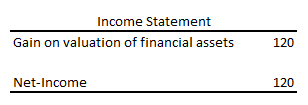 Income Statement
Gain on valuation of financial assets 120
Net-Income 120